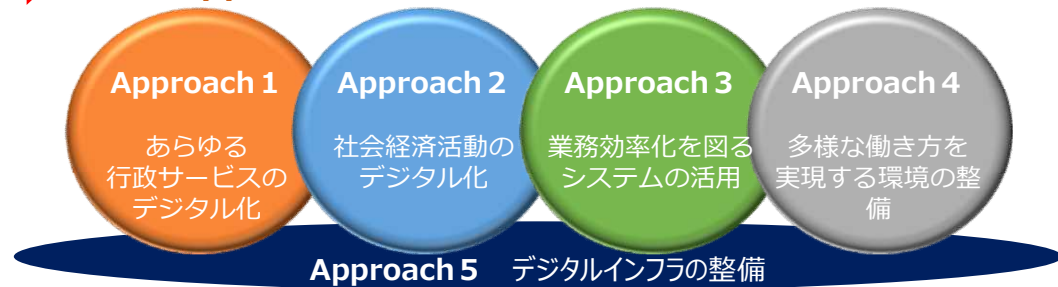 Approach 1
あらゆる
行政サービスの
デジタル化
Approach 2
社会経済活動の
デジタル化
Approach 3
業務効率化を図る
システムの活用
Approach 4
多様な働き方を
実現する環境の整
備
Approach 5 デジタルインフラの整備